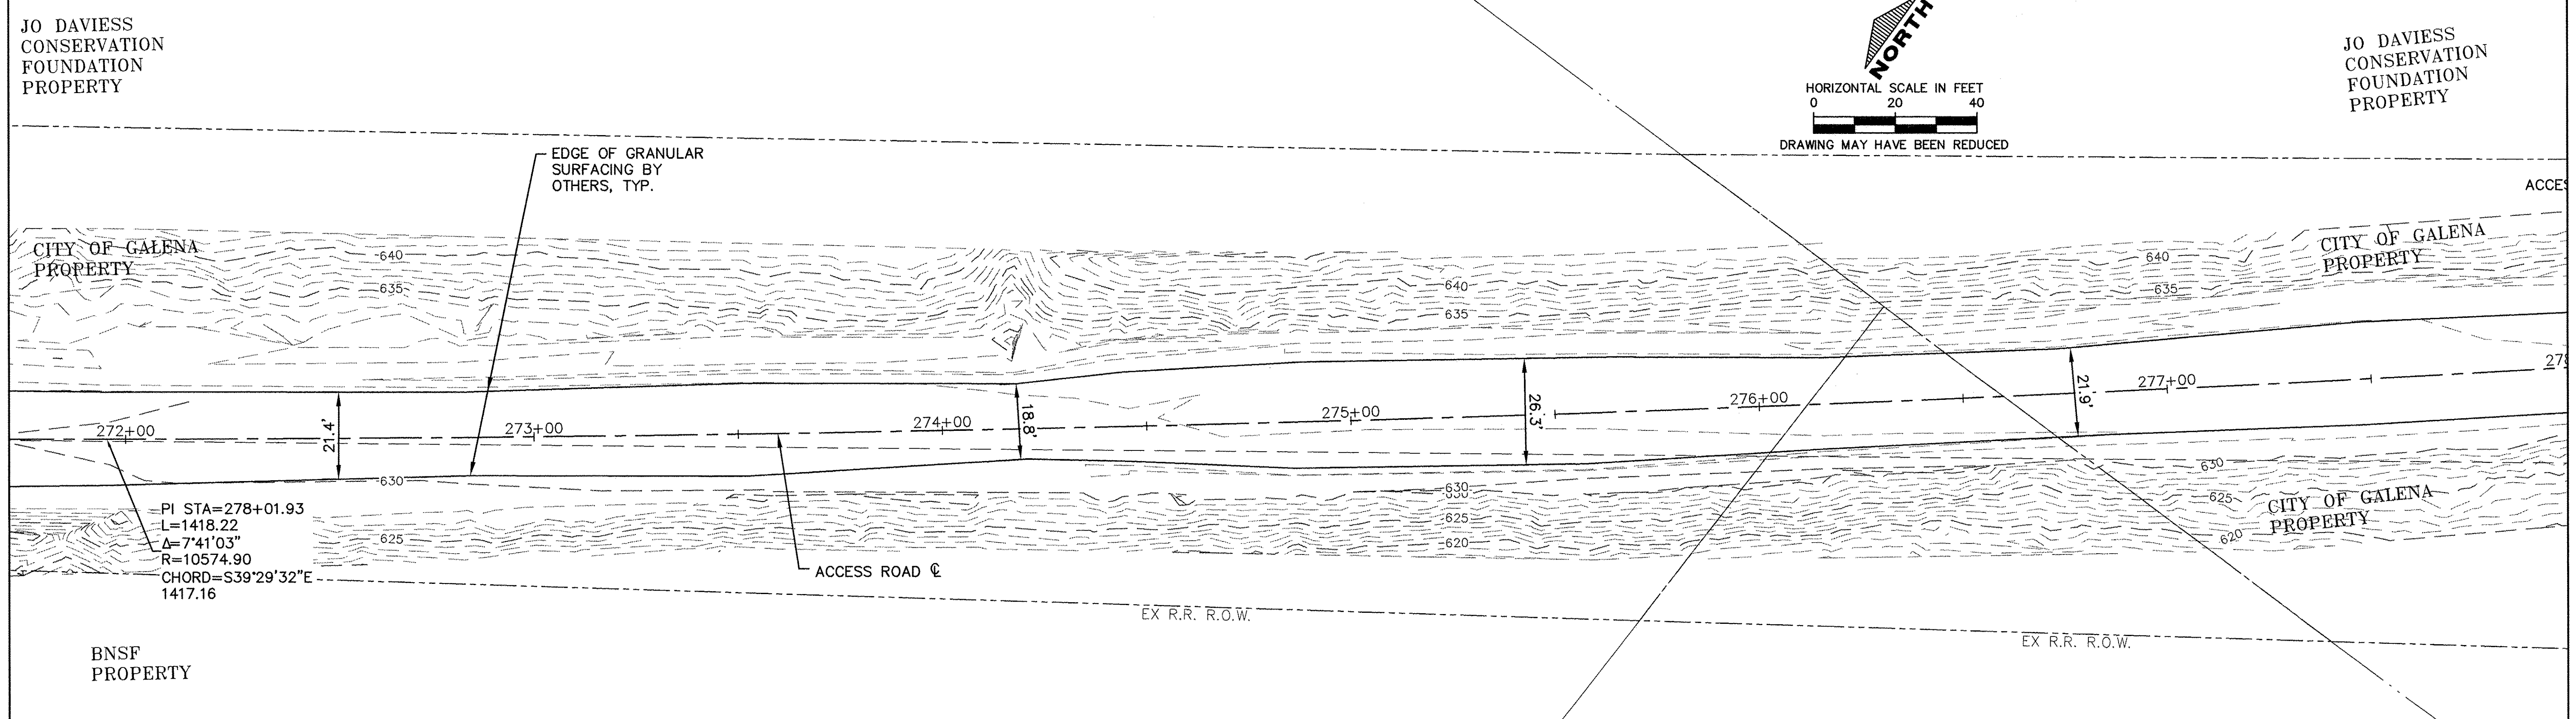 JO DAVIESS
CONSERVATION
FOUNDATION
PROPERTY
NORTH
HORIZONTAL SCALE IN FEET
0 20 40
DRAWING MAY HAVE BEEN REDUCED
JO DAVIESS
CONSERVATION
FOUNDATION
PROPERTY
EDGE OF GRANULAR
SURFACING BY
OTHERS, TYP.
CITY OF GALENA
PROPERTY
640
635
640
635
640
635
CITY OF GALENA
PROPERTY
272+00
21.4'
273+00
274+00
18.8'
275+00
26.3'
276+00
21.9'
277+00
630
630
630
625
620
625
630
625
620
CITY OF GALENA
PROPERTY
PI STA=278+01.93
L=1418.22
Δ=7°41'03"
R=10574.90
CHORD=S39°29'32"E
1417.16
ACCESS ROAD ℄
EX R.R. R.O.W.
EX R.R. R.O.W.
BNSF
PROPERTY